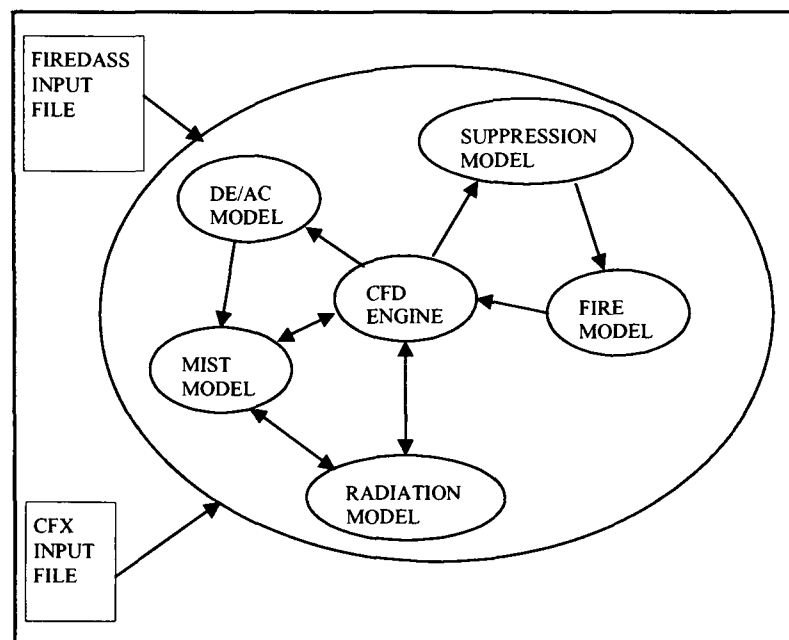 FIREDASS
INPUT
FILE
SUPPRESSION
MODEL
DE/AC
MODEL
CFD
ENGINE
FIRE
MODEL
MIST
MODEL
RADIATION
MODEL
CFX
INPUT
FILE